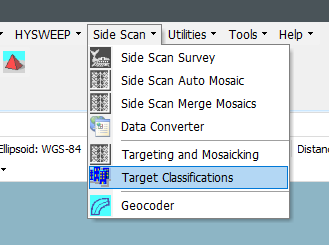 HYSWEEP Side Scan Utilities Tools Help
Side Scan Survey
Side Scan Auto Mosaic
Side Scan Merge Mosaics
Data Converter
Ellipsoid: WGS-84 Distan
Targeting and Mosaicking
Target Classifications
Geocoder